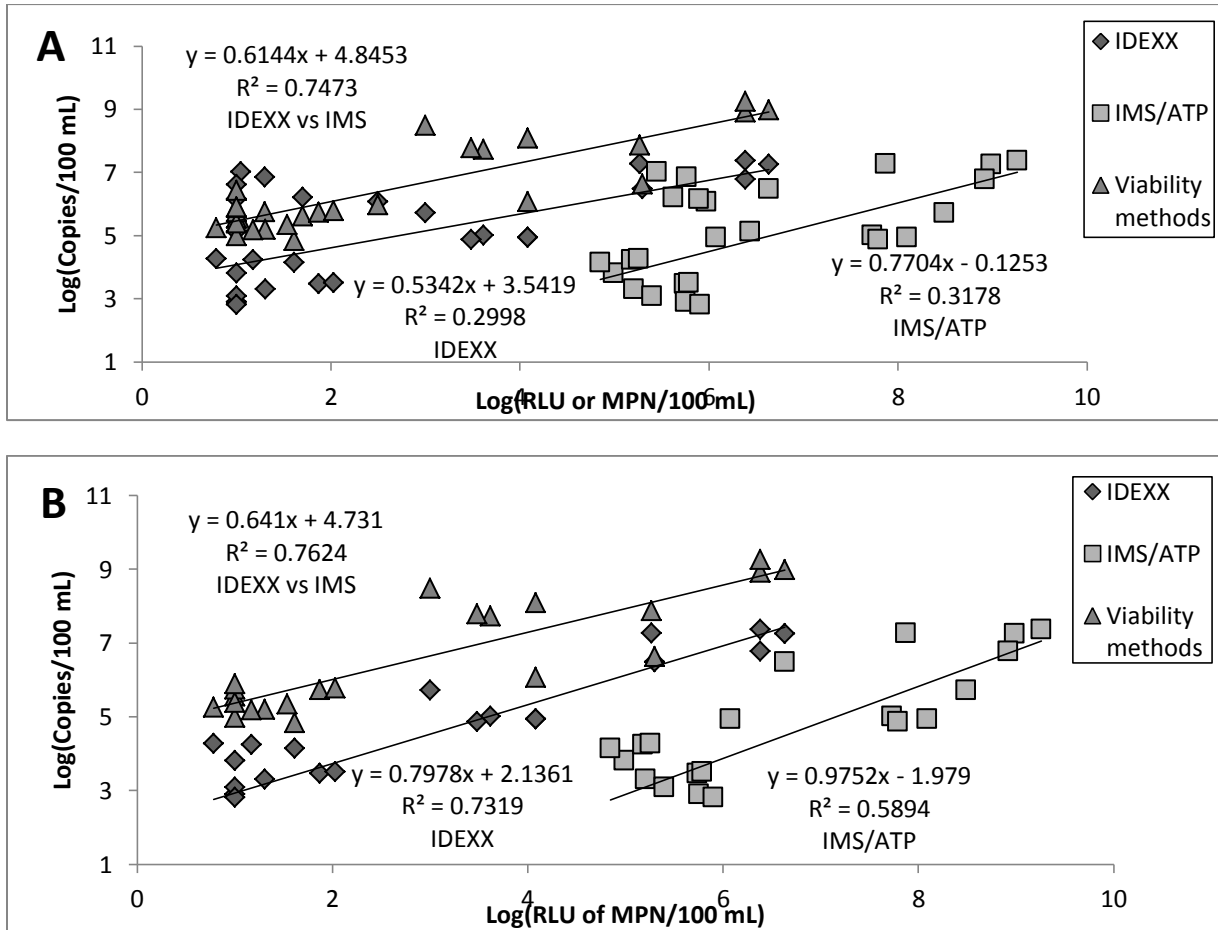 A
y = 0.6144x + 4.8453
R² = 0.7473
IDEXX vs IMS
11
9
7
5
3
1
Log(Copies/100 mL)
y = 0.5342x + 3.5419
R² = 0.2998
IDEXX
y = 0.7704x - 0.1253
R² = 0.3178
IMS/ATP
0
2
4
6
8
10
Log(RLU or MPN/100 mL)
IDEXX
IMS/ATP
Viability
methods
B
y = 0.641x + 4.731
R² = 0.7624
IDEXX vs IMS
11
9
7
5
3
1
Log(Copies/100 mL)
y = 0.7978x + 2.1361
R² = 0.7319
IDEXX
y = 0.9752x - 1.979
R² = 0.5894
IMS/ATP
0
2
4
6
8
10
Log(RLU of MPN/100 mL)
IDEXX
IMS/ATP
Viability
methods